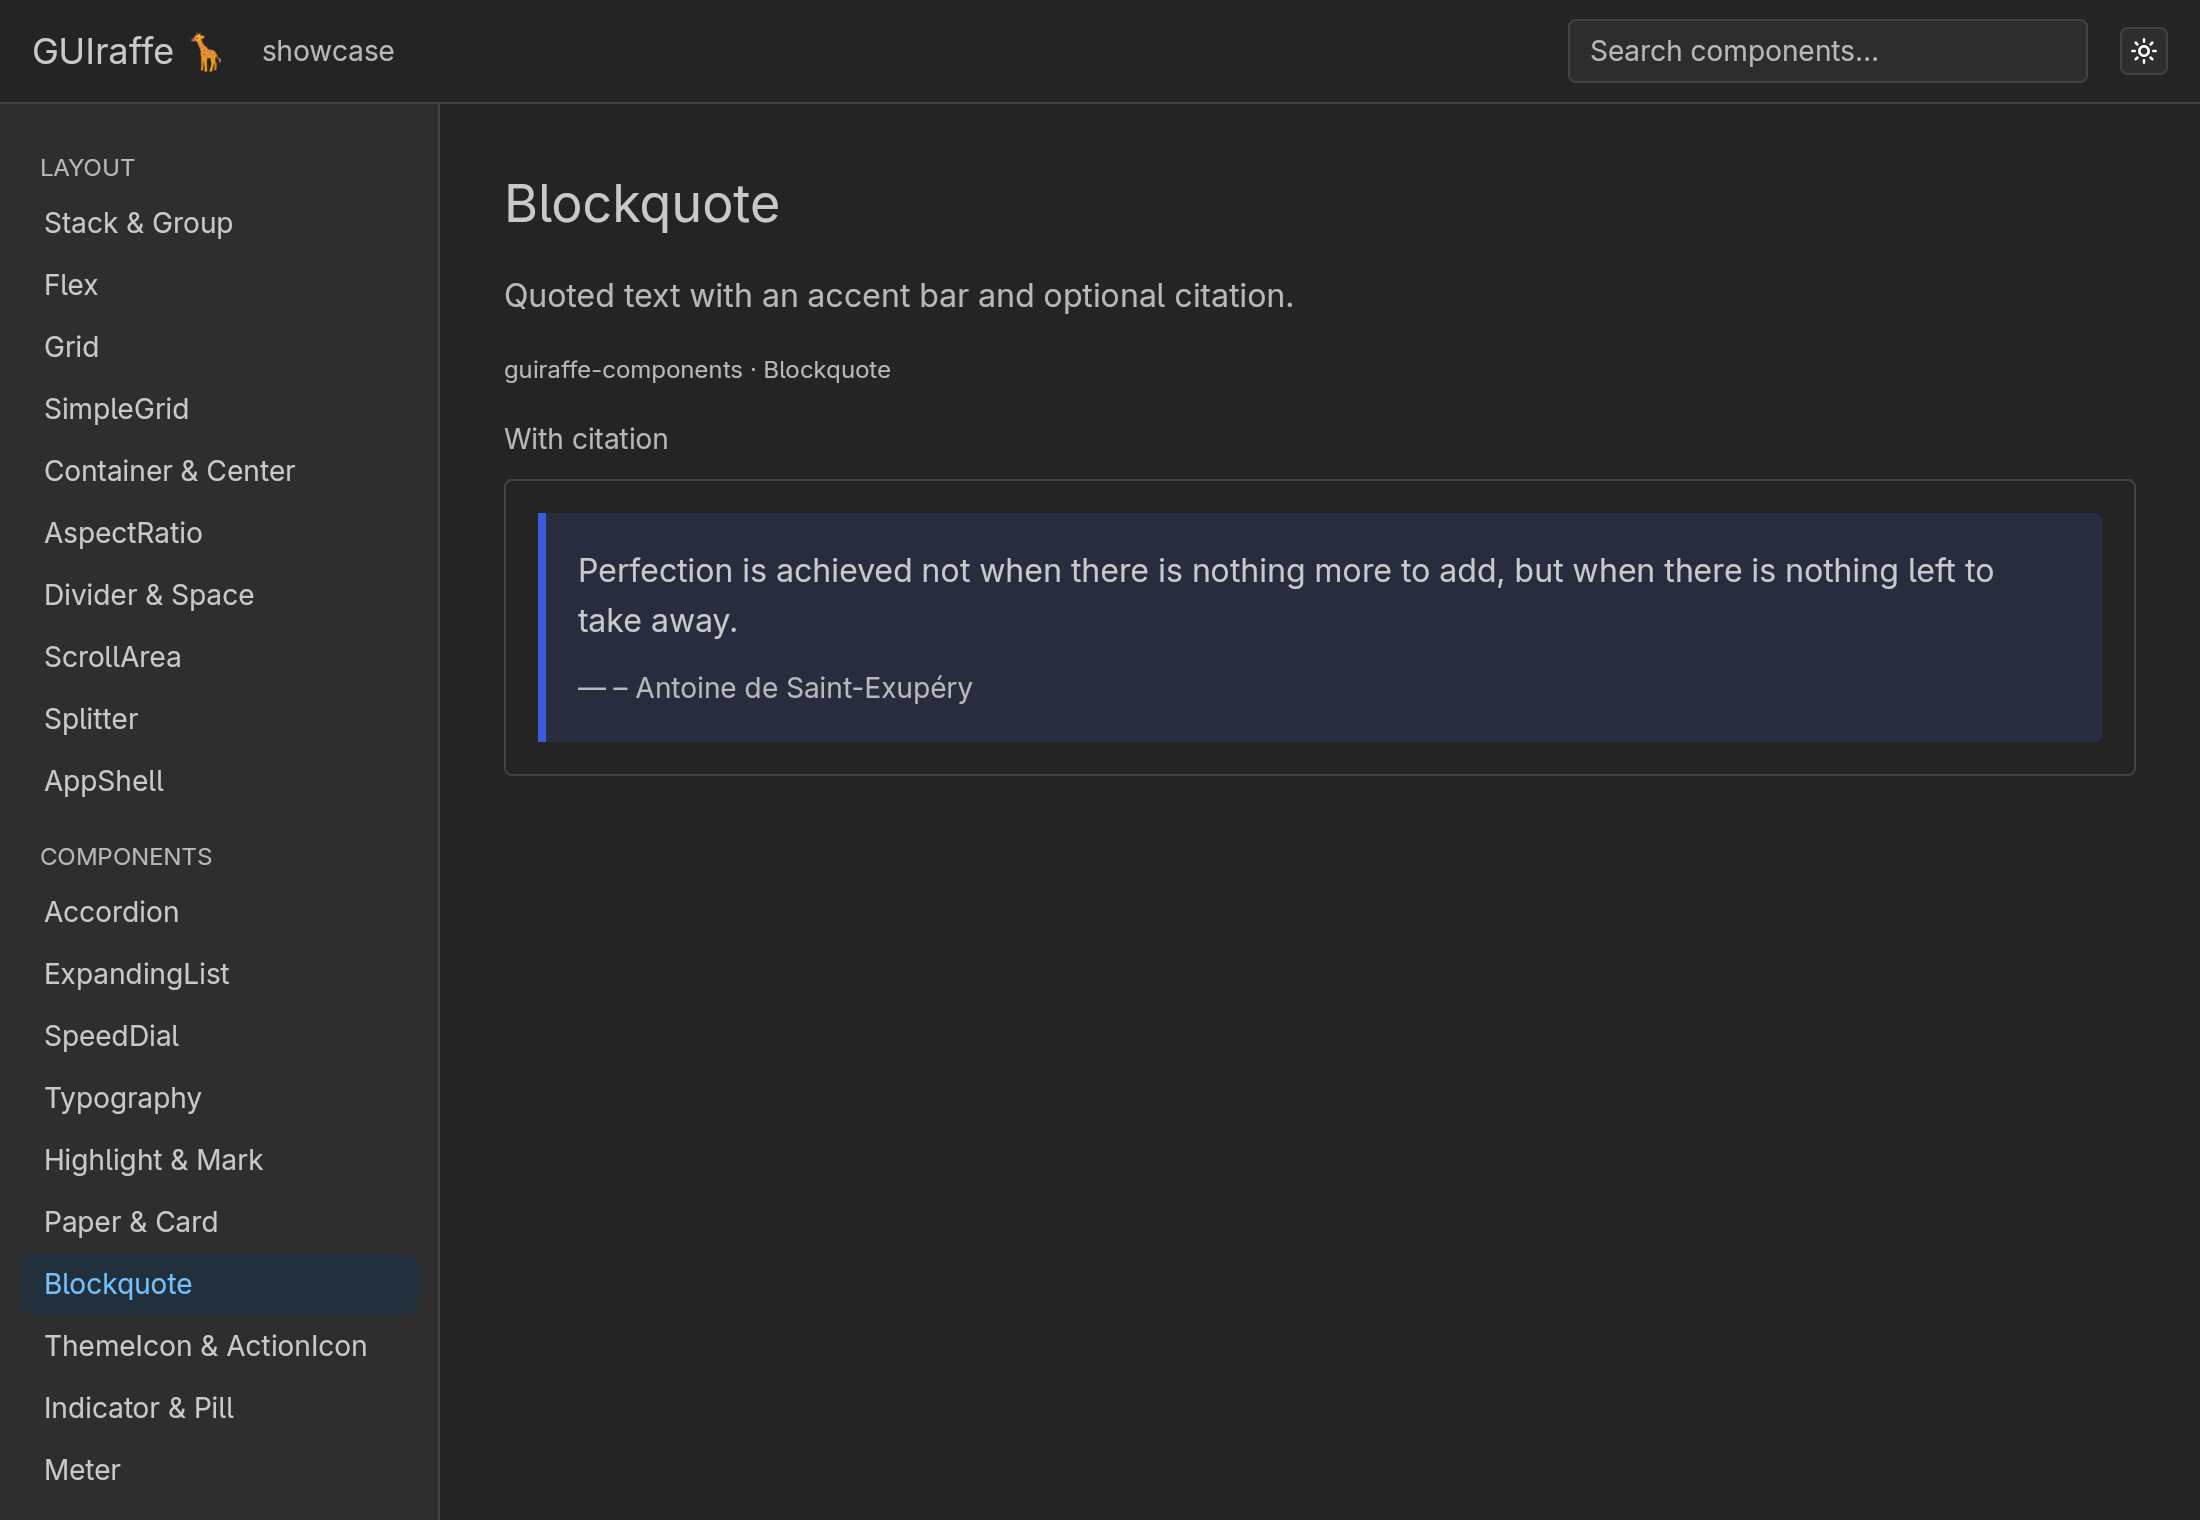 GUIraffe 🦒 showcase
Search components...
LAYOUT
Stack & Group
Flex
Grid
SimpleGrid
Container & Center
AspectRatio
Divider & Space
ScrollArea
Splitter
AppShell
COMPONENTS
Accordion
ExpandingList
SpeedDial
Typography
Highlight & Mark
Paper & Card
Blockquote
ThemeIcon & ActionIcon
Indicator & Pill
Meter
Blockquote
Quoted text with an accent bar and optional citation.
guiraffe-components · Blockquote
With citation
Perfection is achieved not when there is nothing more to add, but when there is nothing left to
take away.
— – Antoine de Saint-Exupéry